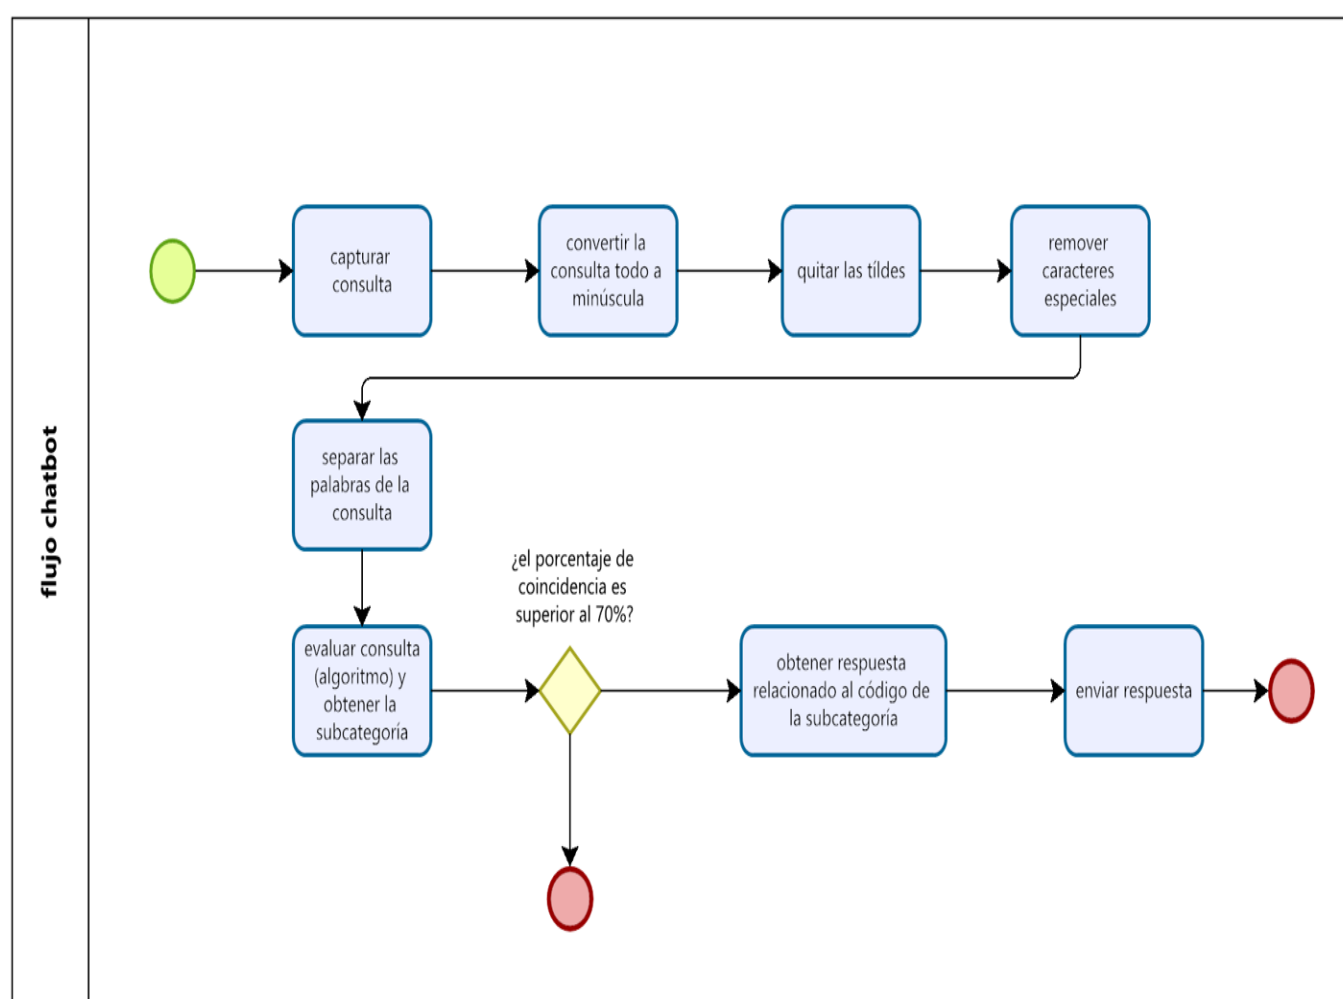 flujo chatbot
capturar
consulta
convertir la
consulta todo a
minúscula
quitar las tíldes
remover
caracteres
especiales
separar las
palabras de la
consulta
evaluar consulta
(algoritmo) y
obtener la
subcategoría
¿el porcentaje de
coincidencia es
superior al 70%?
obtener respuesta
relacionado al código de
la subcategoría
enviar respuesta